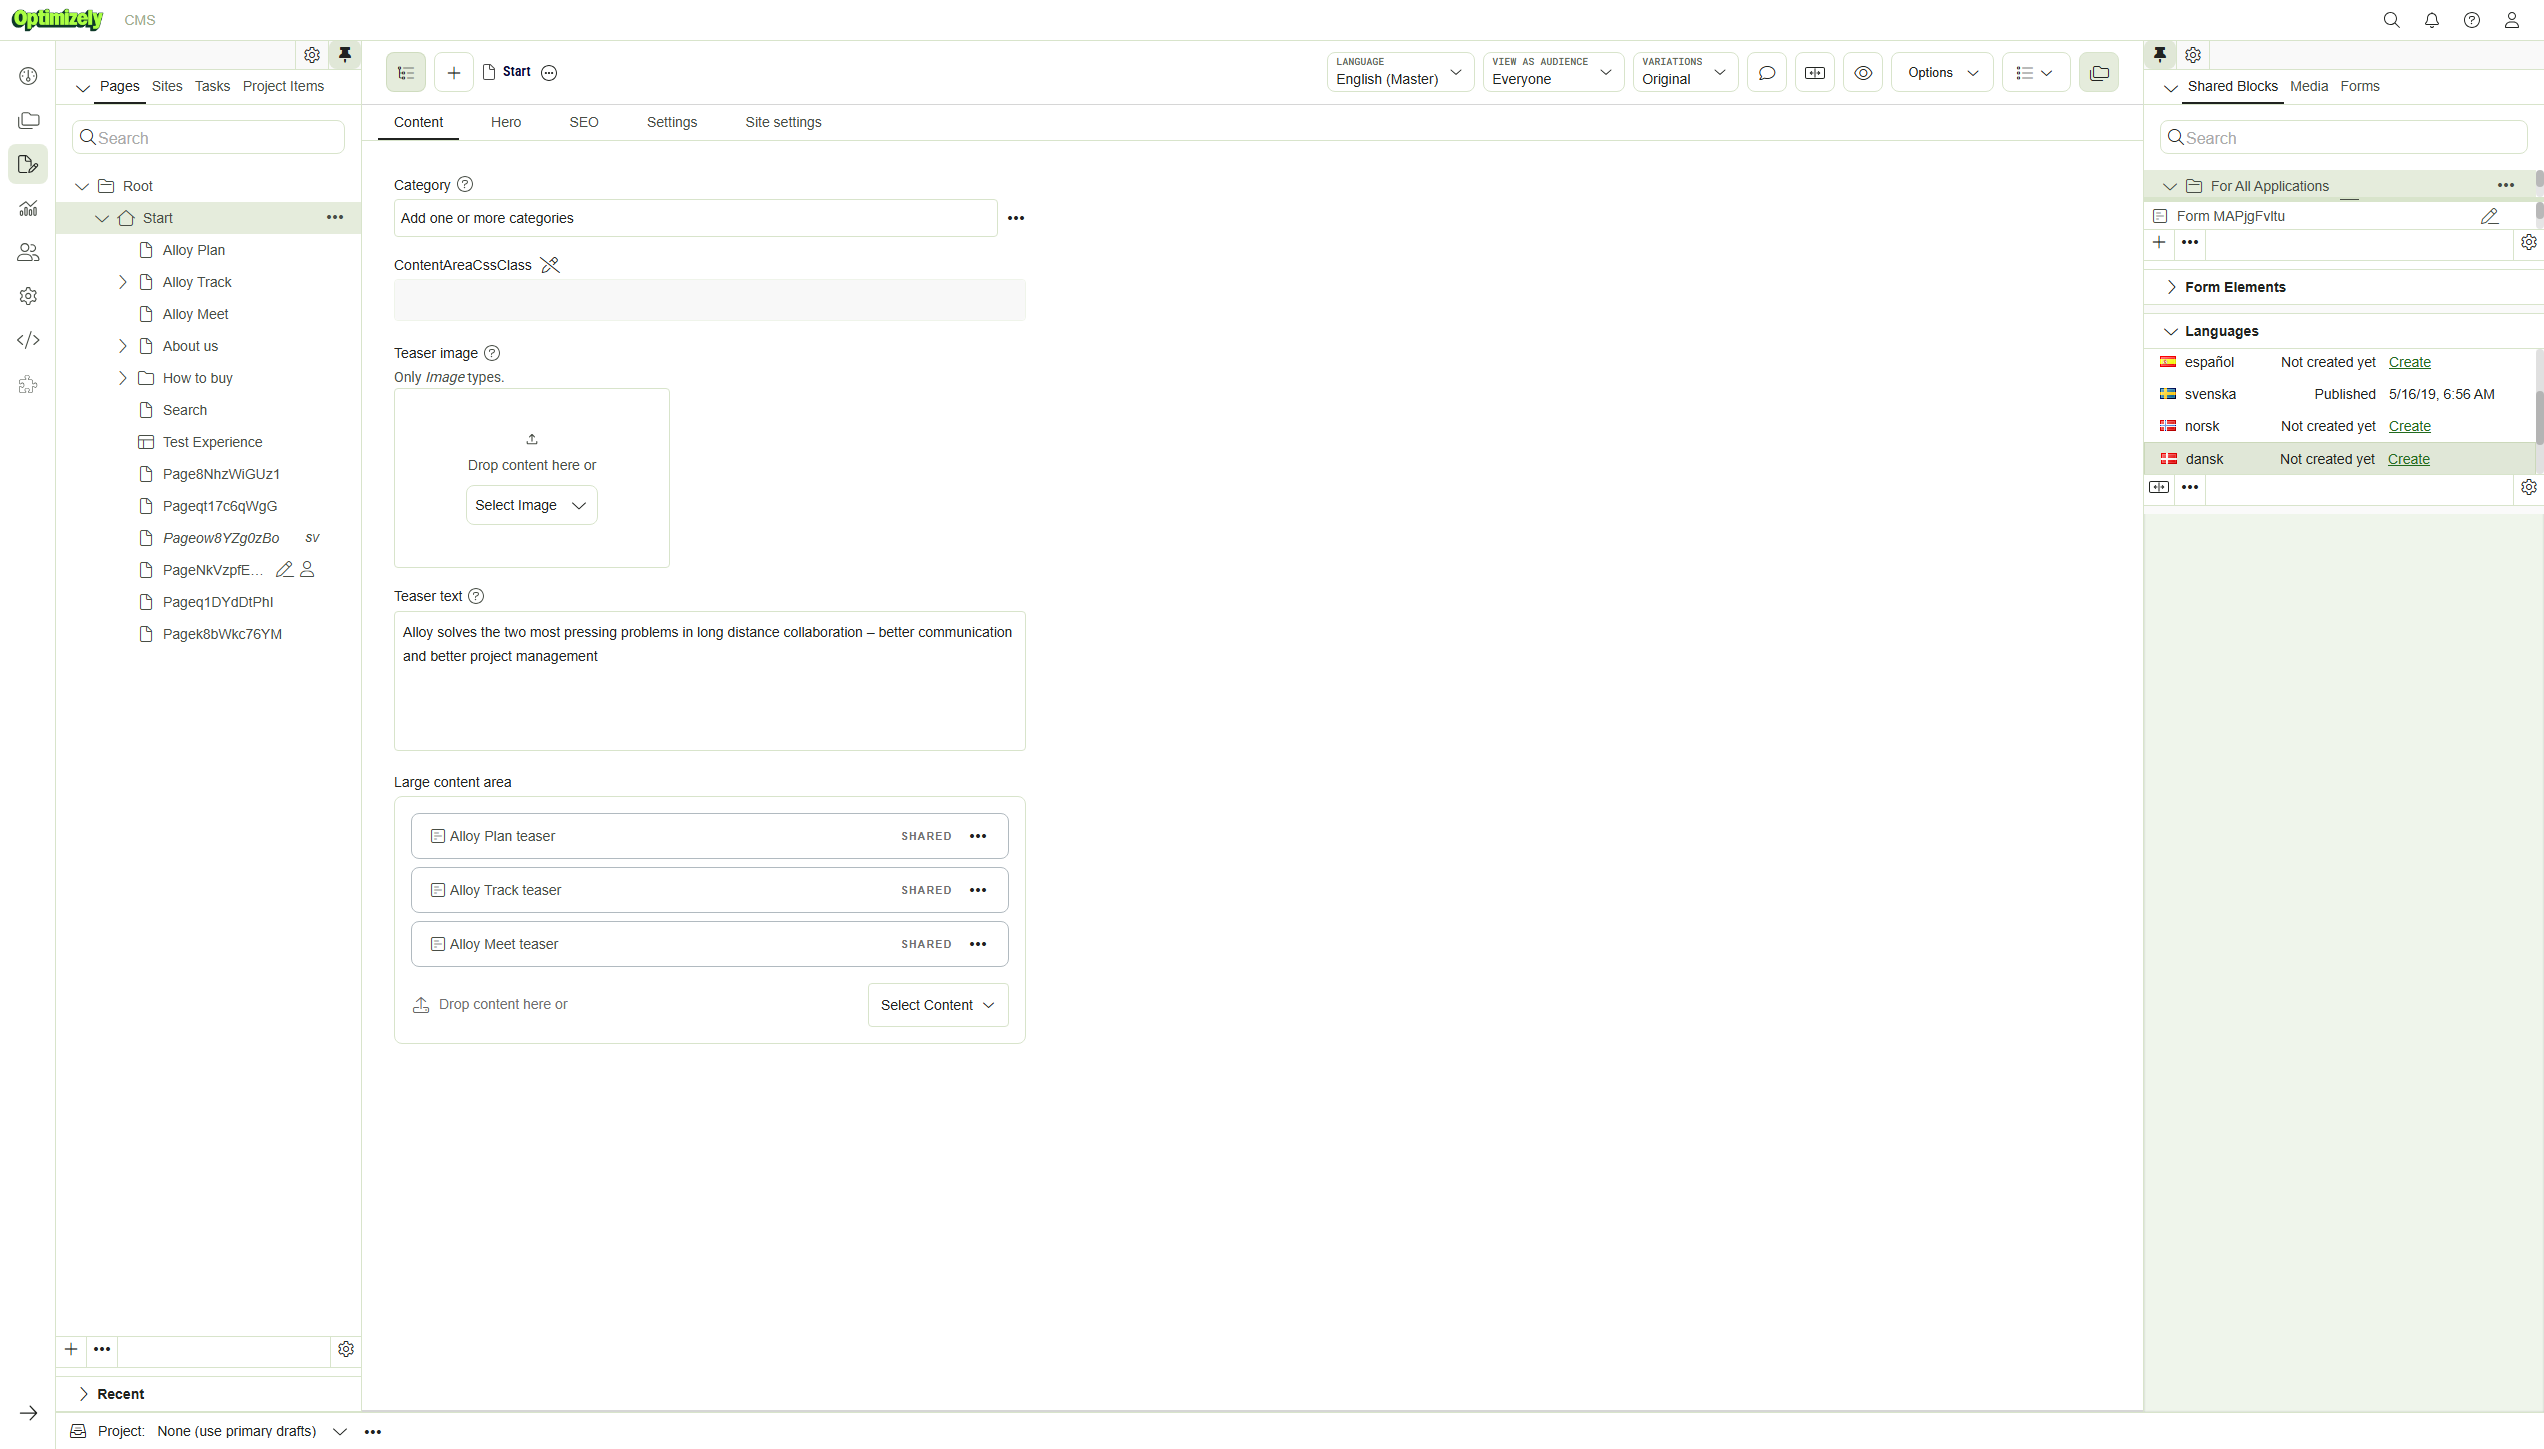 Optimizely CMS
Pages Sites Tasks Project Items
Search
Root
Start
Alloy Plan
Alloy Track
Alloy Meet
About us
How to buy
Search
Test Experience
Page8NhzWiGUz1
Pageqt17c6qWgG
Pageow8YZg0zBo sv
PageNkVzpfE...
Pageq1DYdDtPhI
Pagek8bWkc76YM
Recent
Project: None (use primary drafts)
Start
LANGUAGE
English (Master)
VIEW AS AUDIENCE
Everyone
VARIATIONS
Original
Options
Content Hero SEO Settings Site settings
Category
Add one or more categories
ContentAreaCssClass
Teaser image
Only Image types.
Drop content here or
Select Image
Teaser text
Alloy solves the two most pressing problems in long distance collaboration – better communication
and better project management
Large content area
Alloy Plan teaser SHARED
Alloy Track teaser SHARED
Alloy Meet teaser SHARED
Drop content here or Select Content
Shared Blocks Media Forms
Search
For All Applications
Form MAPjgFvltu
Form Elements
Languages
español Not created yet Create
svenska Published 5/16/19, 6:56 AM
norsk Not created yet Create
dansk Not created yet Create